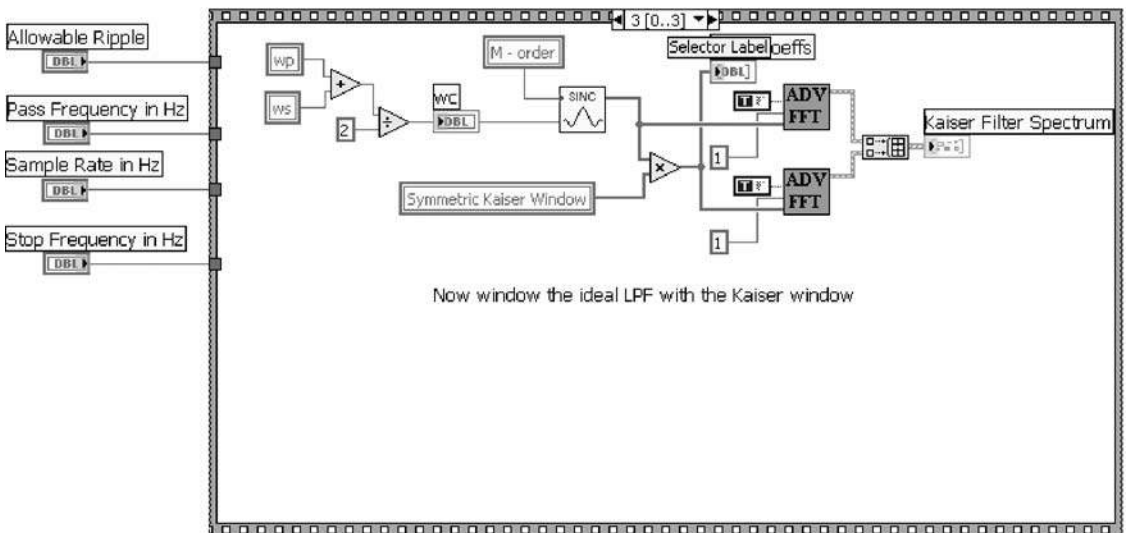 3 [0..3]
Allowable Ripple
DBL
Pass Frequency in Hz
DBL
Sample Rate in Hz
DBL
Stop Frequency in Hz
DBL
wp
ws
+
2
÷
wc
DBL
M - order
SINC
Selector Label
oeffs
[DBL]
Symmetric Kaiser Window
×
T
1
ADV
FFT
T
1
ADV
FFT
Kaiser Filter Spectrum
Now window the ideal LPF with the Kaiser window